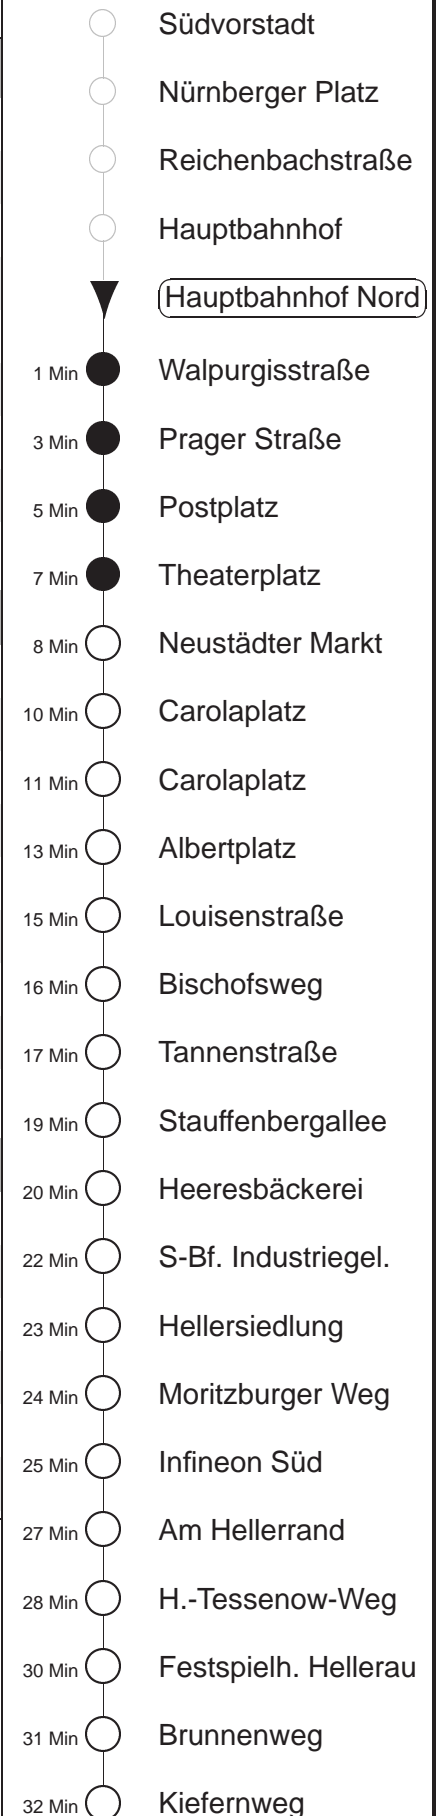 Südvorstadt
Nürnberger Platz
Reichenbachstraße
Hauptbahnhof
Hauptbahnhof Nord
1 Min Walpurgisstraße
3 Min Prager Straße
5 Min Postplatz
7 Min Theaterplatz
8 Min Neustädter Markt
10 Min Carolaplatz
11 Min Carolaplatz
13 Min Albertplatz
15 Min Louisenstraße
16 Min Bischofsweg
17 Min Tannenstraße
19 Min Stauffenbergallee
20 Min Heeresbäckerei
22 Min S-Bf. Industriegel.
23 Min Hellersiedlung
24 Min Moritzburger Weg
25 Min Infineon Süd
27 Min Am Hellerrand
28 Min H.-Tessenow-Weg
30 Min Festspielh. Hellerau
31 Min Brunnenweg
32 Min Kiefernweg